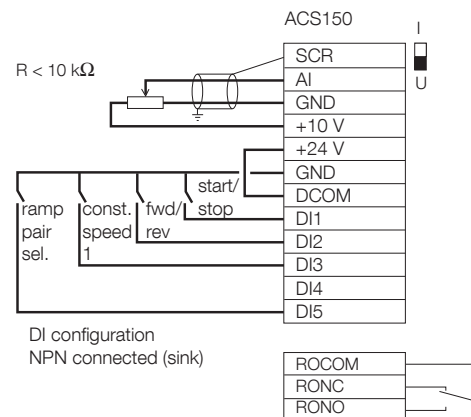 ACS150
I
U
R < 10 kΩ
SCR
AI
GND
+10 V
+24 V
GND
DCOM
DI1
DI2
DI3
DI4
DI5
ramp
pair
sel.
const.
speed
1
fwd/
rev
start/
stop
DI configuration
NPN connected (sink)
ROCOM
RONC
RONO